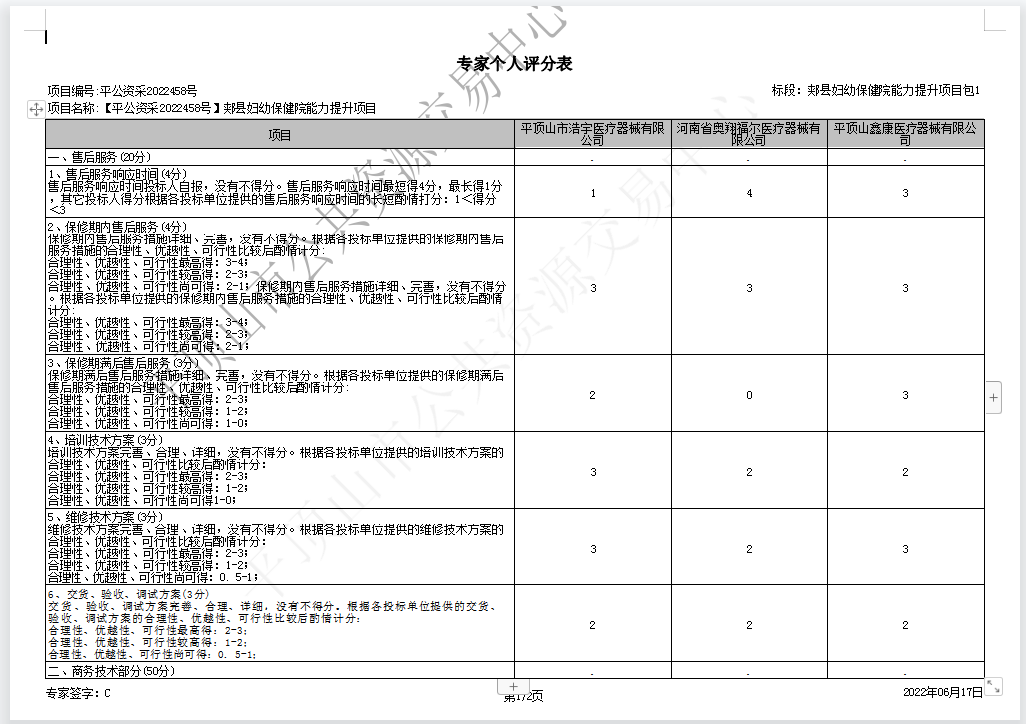 专家个人评分表
项目编号:平公资采2022458号
标段: 郏县妇幼保健院能力提升项目包1
项目名称:【平公资采2022458号】郏县妇幼保健院能力提升项目
项目
平顶山市浩宇医疗器械有限
公司
河南省奥翔福尔医疗器械有
限公司
平顶山鑫康医疗器械有限公
司
一、售后服务(20分)
. . .
1、售后服务响应时间(4分)
售后服务响应时间投标人自报,没有不得分。售后服务响应时间最短得4分,最长得1分
,其它投标人得分根据各投标单位提供的售后服务响应时间的长短酌情打分: 1＜得分
＜3
1 4 3
2、保修期内售后服务(4分)
保修期内售后服务措施详细、完善,没有不得分。根据各投标单位提供的保修期内售后
服务措施的合理性、优越性、可行性比较后酌情计分:
合理性、优越性、可行性最高得: 3-4;
合理性、优越性、可行性较高得: 2-3;
合理性、优越性、可行性尚可得: 2-1; 保修期内售后服务措施详细、完善,没有不得分
。根据各投标单位提供的保修期内售后服务措施的合理性、优越性、可行性比较后酌情
计分:
合理性、优越性、可行性最高得: 3-4;
合理性、优越性、可行性较高得: 2-3;
合理性、优越性、可行性尚可得: 2-1;
3 3 3
3、保修期满后售后服务(3分)
保修期满后售后服务措施详细、完善,没有不得分。根据各投标单位提供的保修期满后
售后服务措施的合理性、优越性、可行性比较后酌情计分:
合理性、优越性、可行性最高得: 2-3;
合理性、优越性、可行性较高得: 1-2;
合理性、优越性、可行性尚可得: 1-0;
2 0 3
4、培训技术方案(3分)
培训技术方案完善、合理、详细,没有不得分。根据各投标单位提供的培训技术方案的
合理性、优越性、可行性比较后酌情计分:
合理性、优越性、可行性最高得: 2-3;
合理性、优越性、可行性较高得: 1-2;
合理性、优越性、可行性尚可得1-0;
3 2 2
5、维修技术方案(3分)
维修技术方案完善、合理、详细,没有不得分。根据各投标单位提供的维修技术方案的
合理性、优越性、可行性比较后酌情计分:
合理性、优越性、可行性最高得: 2-3;
合理性、优越性、可行性较高得: 1-2;
合理性、优越性、可行性尚可得: 0.5-1;
3 2 3
6、交货、验收、调试方案(3分)
交货、验收、调试方案完善、合理、详细,没有不得分。根据各投标单位提供的交货、
验收、调试方案的合理性、优越性、可行性比较后酌情计分:
合理性、优越性、可行性最高得: 2-3;
合理性、优越性、可行性较高得: 1-2;
合理性、优越性、可行性尚可得: 0.5-1;
2 2 2
二、商务技术部分(50分)
. . .
专家签字: C
第172页
2022年06月17日
平顶山市公共资源交易中心
平顶山市公共资源交易中心